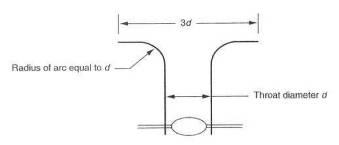 3d
Radius of arc equal to d
Throat diameter d